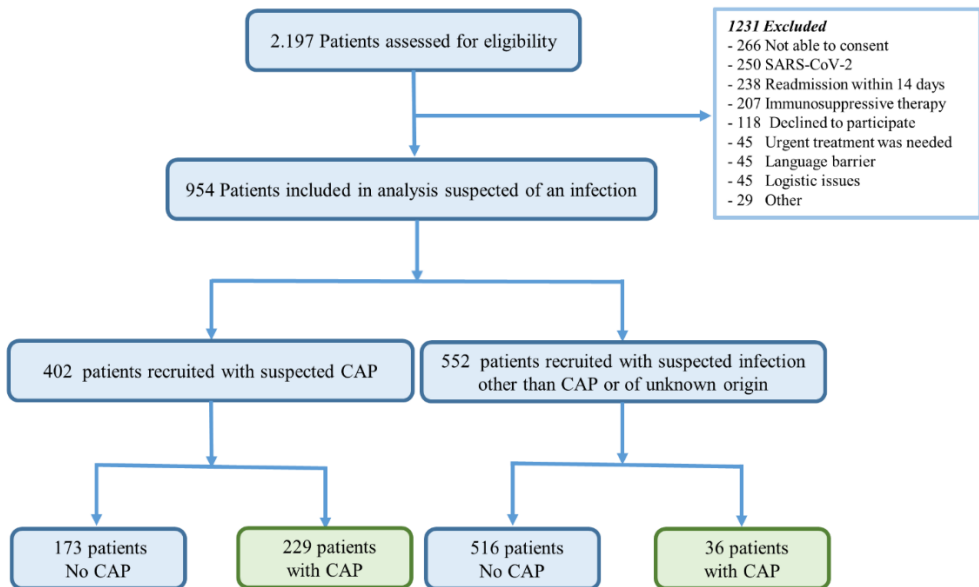 2.197 Patients assessed for eligibility
1231 Excluded
- 266 Not able to consent
- 250 SARS-CoV-2
- 238 Readmission within 14 days
- 207 Immunosuppressive therapy
- 118 Declined to participate
- 45 Urgent treatment was needed
- 45 Language barrier
- 45 Logistic issues
- 29 Other
954 Patients included in analysis suspected of an infection
402 patients recruited with suspected CAP
552 patients recruited with suspected infection
other than CAP or of unknown origin
173 patients
No CAP
229 patients
with CAP
516 patients
No CAP
36 patients
with CAP